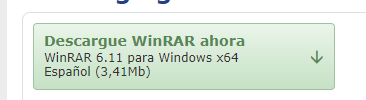 Descargue WinRAR ahora
WinRAR 6.11 para Windows x64
Español (3,41Mb)